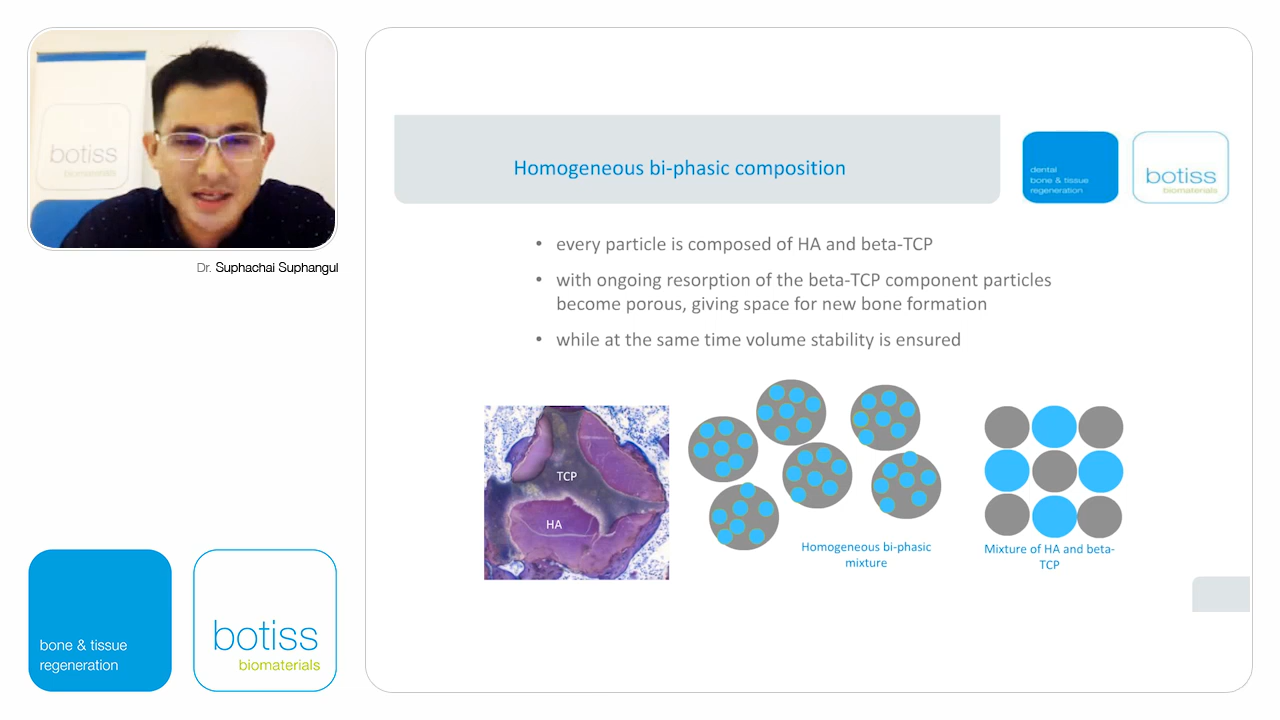 botiss
biomaterials
Dr. Suphachai Suphangul
bone & tissue
regeneration
botiss
biomaterials
Homogeneous bi-phasic composition
dental
bone & tissue
regeneration
botiss
biomaterials
• every particle is composed of HA and beta-TCP
• with ongoing resorption of the beta-TCP component particles
become porous, giving space for new bone formation
• while at the same time volume stability is ensured
TCP
HA
Homogeneous bi-phasic
mixture
Mixture of HA and beta-
TCP